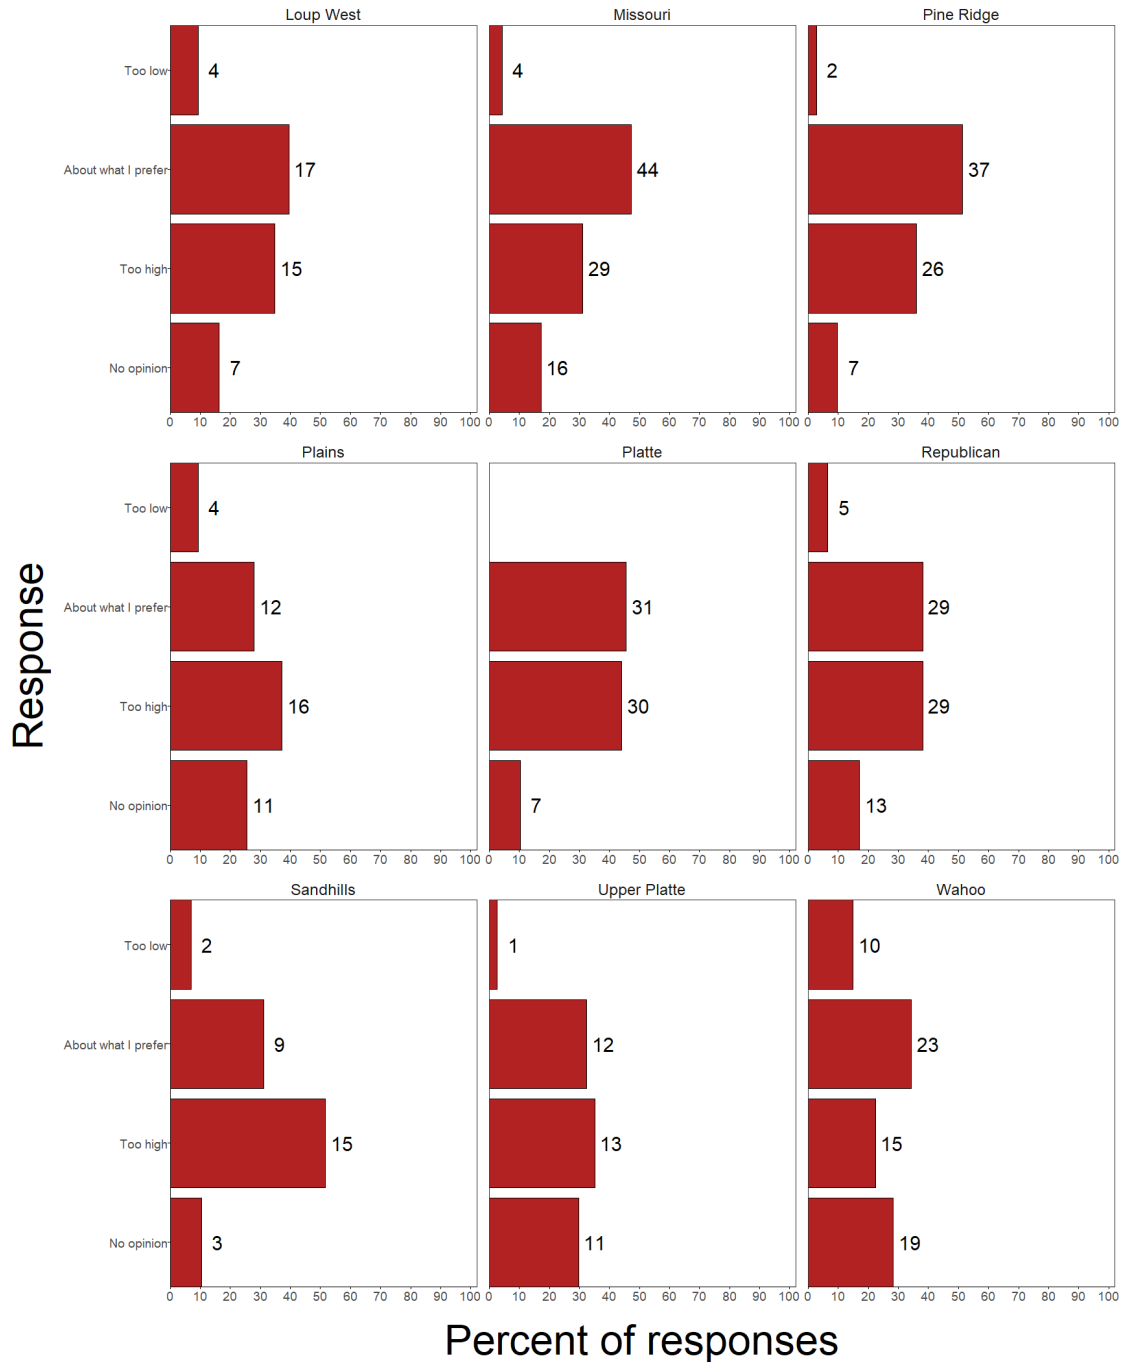 Loup West Missouri Pine Ridge
Too low 4 4 2
About what I prefer 17 44 37
Too high 15 29 26
No opinion 7 16 7
0 10 20 30 40 50 60 70 80 90 100 0 10 20 30 40 50 60 70 80 90 100 0 10 20 30 40 50 60 70 80 90 100
Plains Platte Republican
Too low 4 5
About what I prefer 12 31 29
Response
Too high 16 30 29
No opinion 11 7 13
0 10 20 30 40 50 60 70 80 90 100 0 10 20 30 40 50 60 70 80 90 100 0 10 20 30 40 50 60 70 80 90 100
Sandhills Upper Platte Wahoo
Too low 2 1 10
About what I prefer 9 12 23
Too high 15 13 15
No opinion 3 11 19
0 10 20 30 40 50 60 70 80 90 100 0 10 20 30 40 50 60 70 80 90 100 0 10 20 30 40 50 60 70 80 90 100
Percent of responses